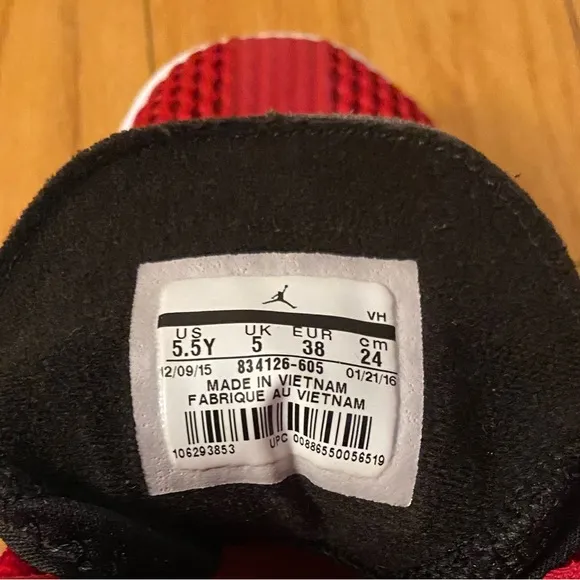 VH
US UK EUR cm
5.5Y 5 38 24
12/09/15 834126-605 01/21/16
MADE IN VIETNAM
FABRIQUE AU VIETNAM
106293853 UPC 00886550056519